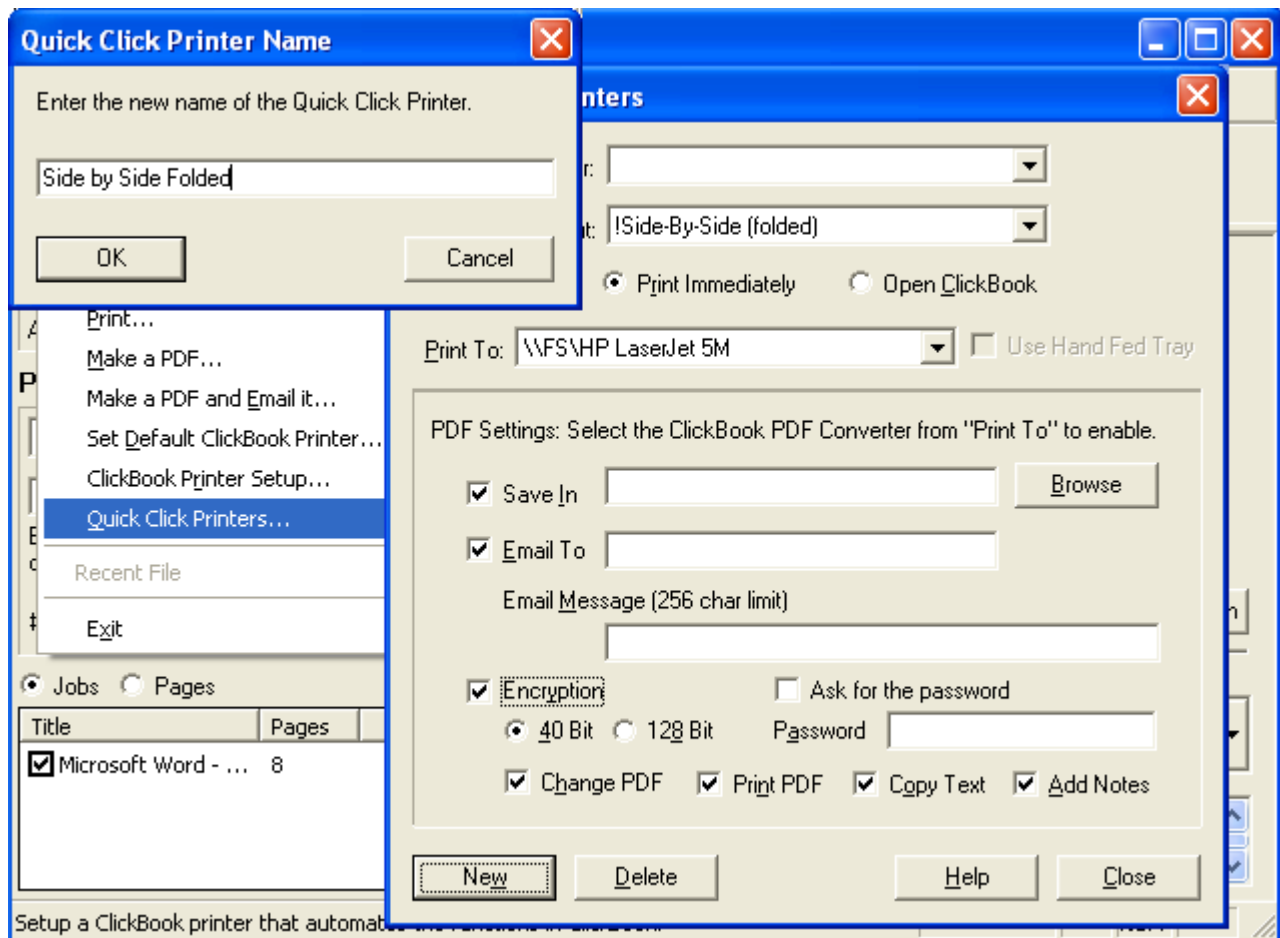 Quick Click Printer Name
Enter the new name of the Quick Click Printer.
Side by Side Folded
OK Cancel
nters
r:
t: !Side-By-Side (folded)
Print Immediately Open ClickBook
Print To: \\FS\HP LaserJet 5M Use Hand Fed Tray
PDF Settings: Select the ClickBook PDF Converter from "Print To" to enable.
Save In Browse
Email To
Email Message (256 char limit)
Encryption Ask for the password
40 Bit 128 Bit Password
Change PDF Print PDF Copy Text Add Notes
New Delete Help Close
Print...
Make a PDF...
Make a PDF and Email it...
Set Default ClickBook Printer...
ClickBook Printer Setup...
Quick Click Printers...
Recent File
Exit
Jobs Pages
Title Pages
Microsoft Word - ... 8
Setup a ClickBook printer that automat